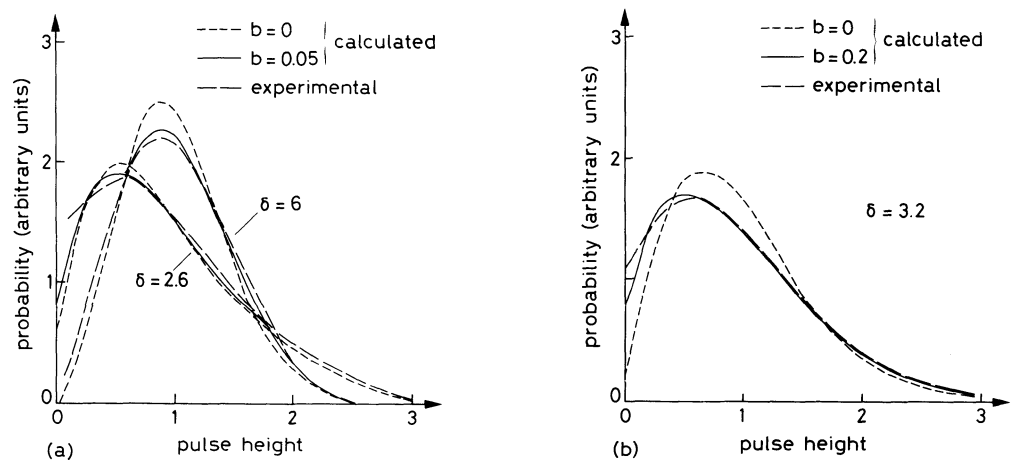 b = 0
b = 0.05
calculated
experimental
probability (arbitrary units)
3
2
1
0
δ = 6
δ = 2.6
0 1 2 3
pulse height
(a)
b = 0
b = 0.2
calculated
experimental
probability (arbitrary units)
3
2
1
0
δ = 3.2
0 1 2 3
pulse height
(b)